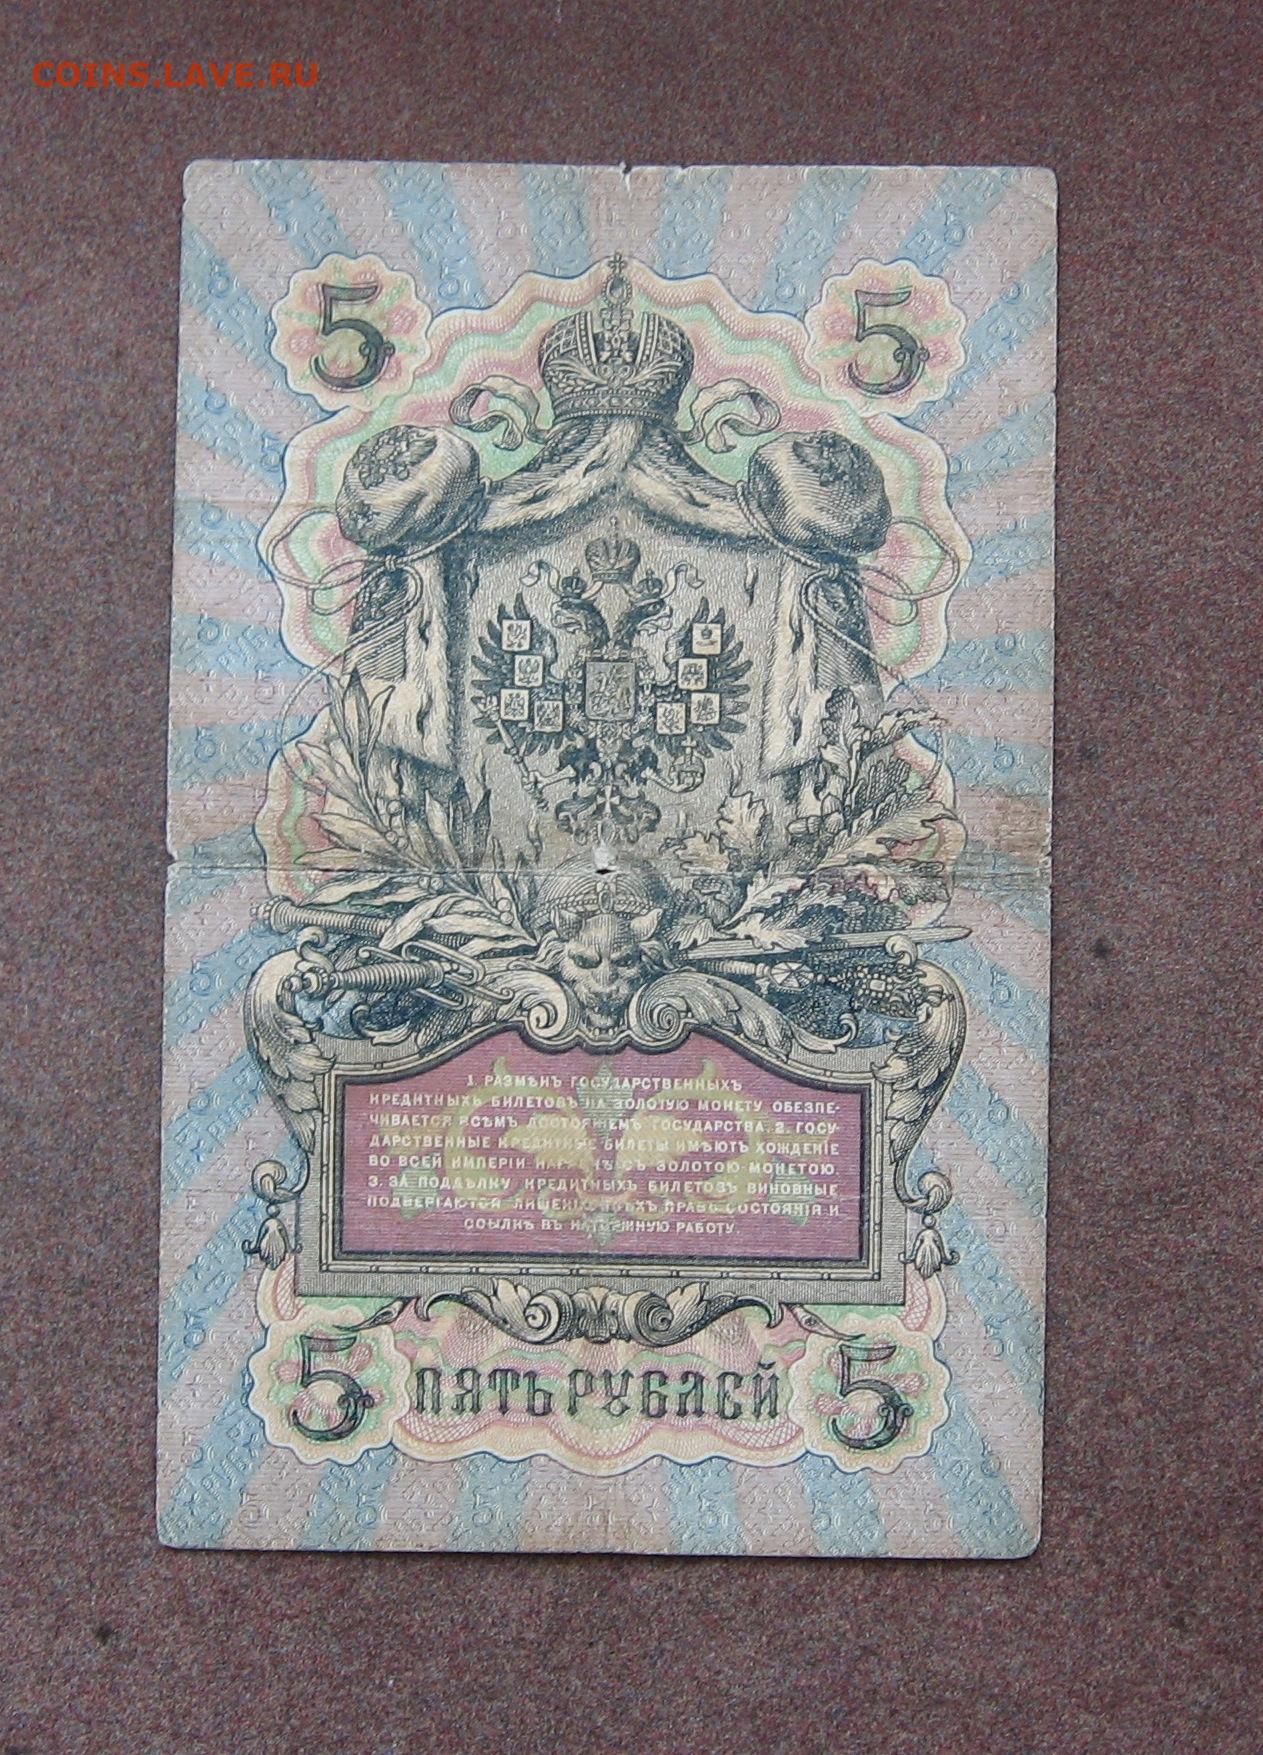 COINS.LAVE.RU
5 5
1. РАЗМѢНЪ ГОСУДАРСТВЕННЫХЪ
КРЕДИТНЫХЪ БИЛЕТОВЪ НА ЗОЛОТУЮ МОНЕТУ ОБЕЗПЕ-
ЧИВАЕТСЯ ВСѢМЪ ДОСТОЯНІЕМЪ ГОСУДАРСТВА. 2. ГОСУ-
ДАРСТВЕННЫЕ КРЕДИТНЫЕ БИЛЕТЫ ИМѢЮТЪ ХОЖДЕНІЕ
ВО ВСЕЙ ИМПЕРІИ НАРАВНѢ СЪ ЗОЛОТОЮ МОНЕТОЮ.
3. ЗА ПОДДѢЛКУ КРЕДИТНЫХЪ БИЛЕТОВЪ ВИНОВНЫЕ
ПОДВЕРГАЮТСЯ ЛИШЕНІЮ ВСѢХЪ ПРАВЪ СОСТОЯНІЯ И
ССЫЛКѢ ВЪ КАТОРЖНУЮ РАБОТУ.
5 ПЯТЬ РУБЛЕЙ 5